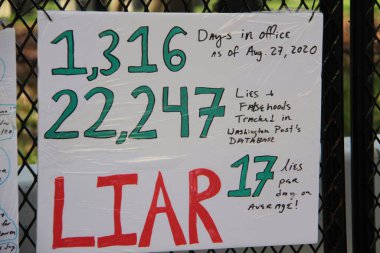 1,316 Days in office
as of Aug. 27, 2020
22,247 Lies +
Falsehoods
Tracked in
Washington Post's
DATABASE
LIAR 17 lies
per
day on
AVERAGE!